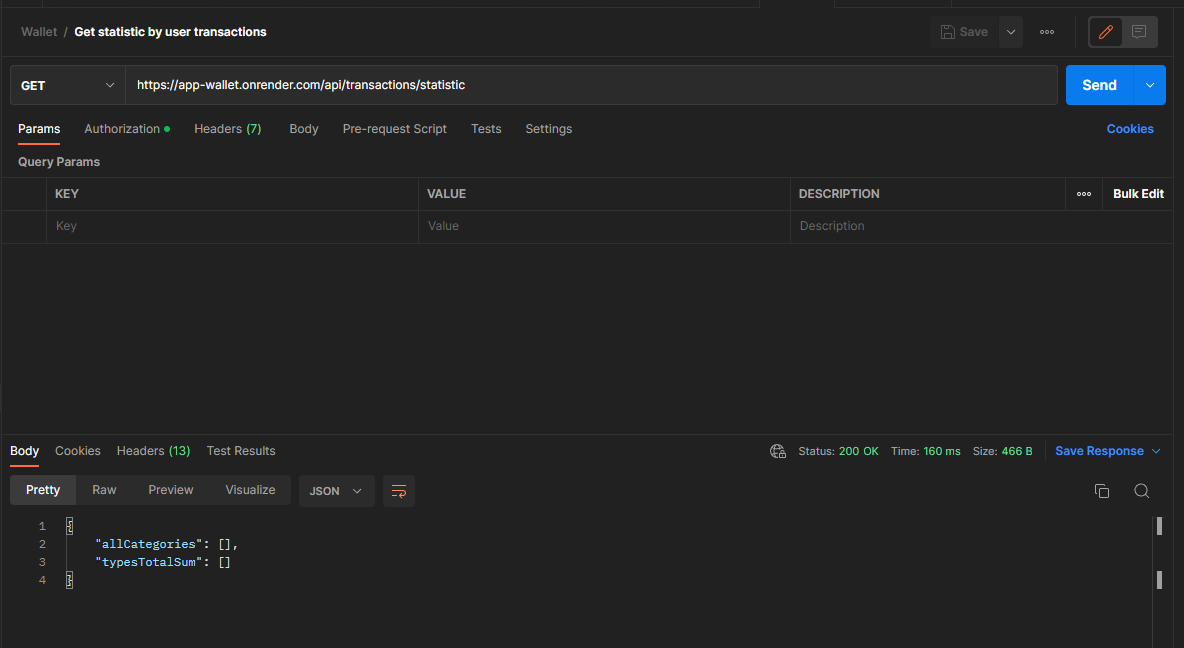 Wallet / Get statistic by user transactions
Save
GET
https://app-wallet.onrender.com/api/transactions/statistic
Send
Params Authorization Headers (7) Body Pre-request Script Tests Settings Cookies
Query Params
KEY VALUE DESCRIPTION Bulk Edit
Key Value Description
Body Cookies Headers (13) Test Results Status: 200 OK Time: 160 ms Size: 466 B Save Response
Pretty Raw Preview Visualize JSON
1 {
2 "allCategories": [],
3 "typesTotalSum": []
4 }